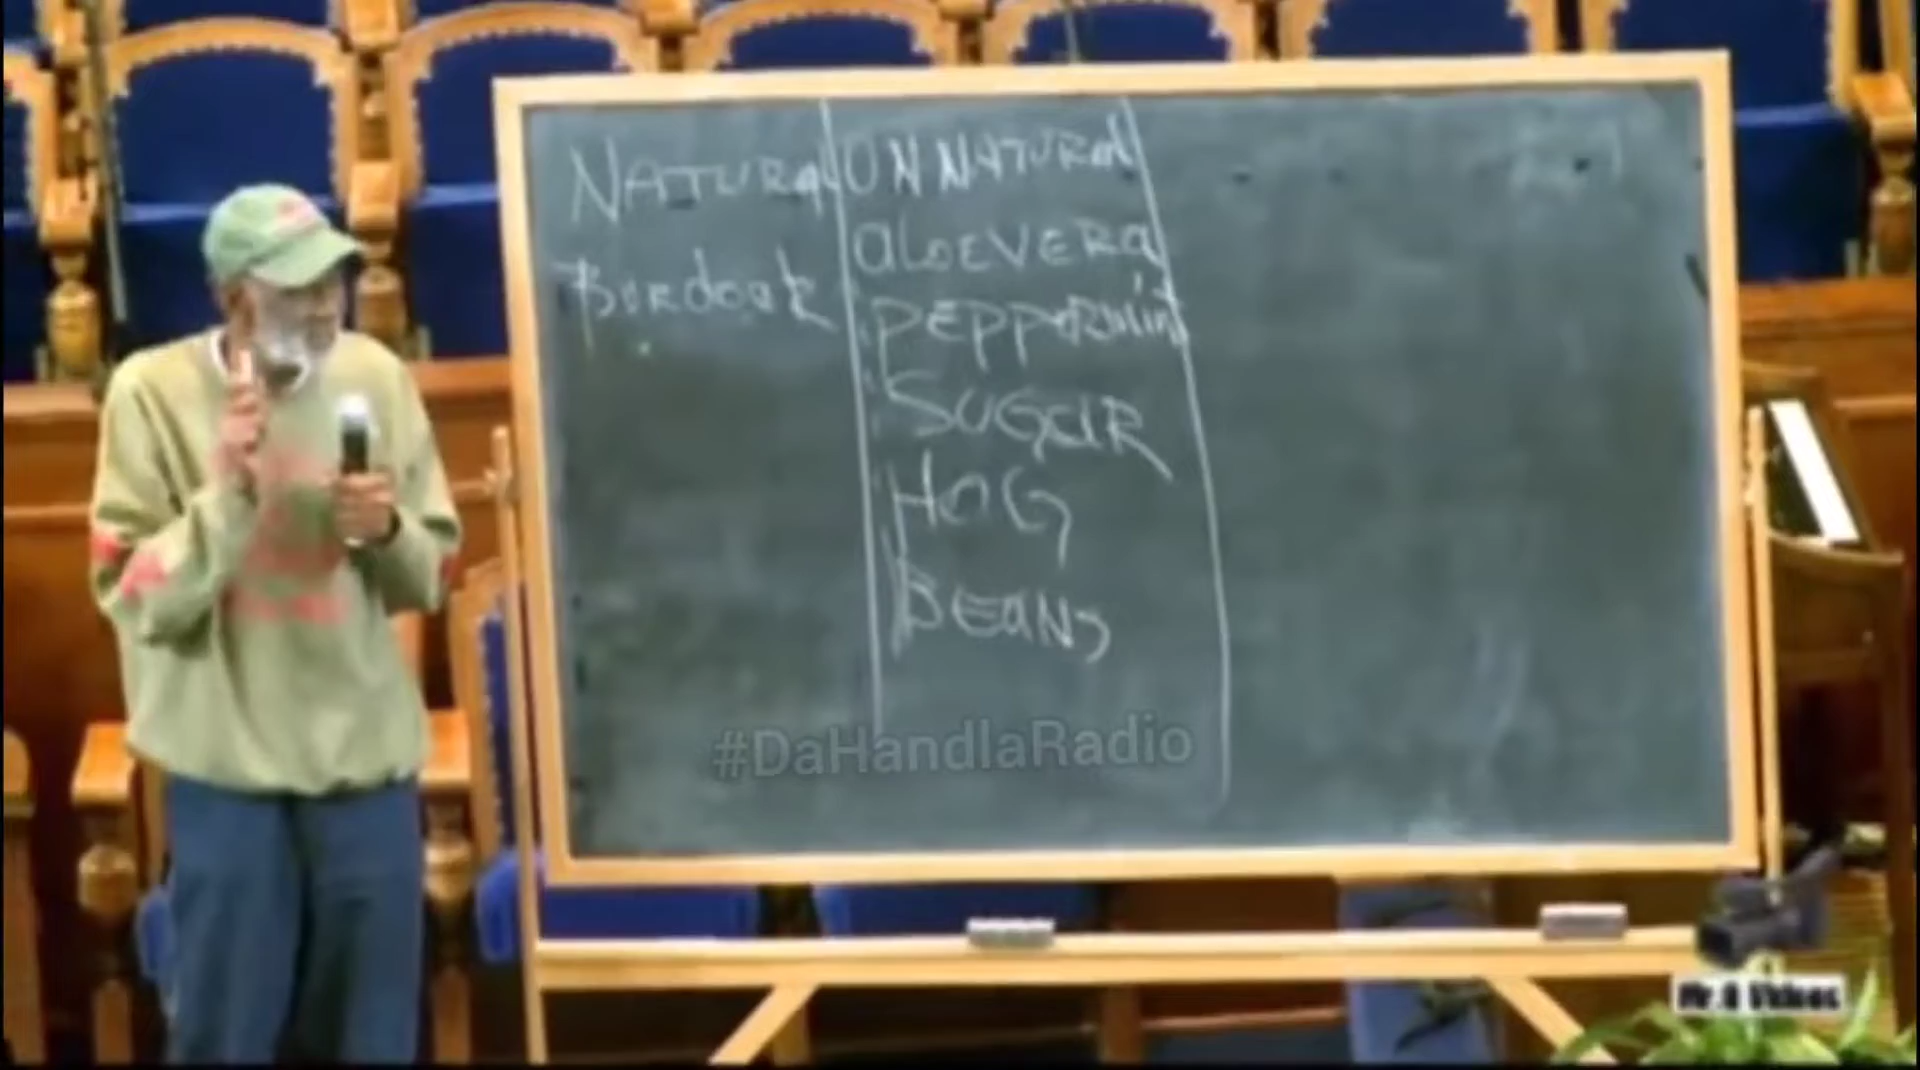 NATURal UNNATURal
BURdock aLOEVERa
PEPPeRMiNt
SUGaR
HOG
BEaNs
#DaHandlaRadio